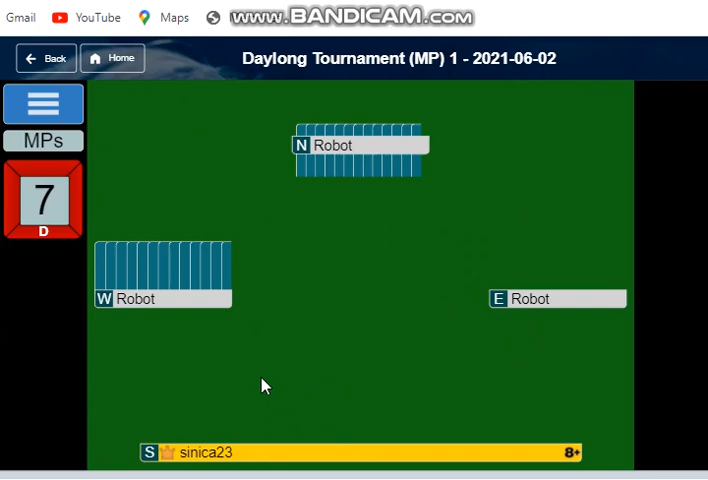 Gmail YouTube Maps WWW.BANDICAM.COM
Back Home Daylong Tournament (MP) 1 - 2021-06-02
MPs
N Robot
7
D
W Robot
E Robot
S sinica23 8+